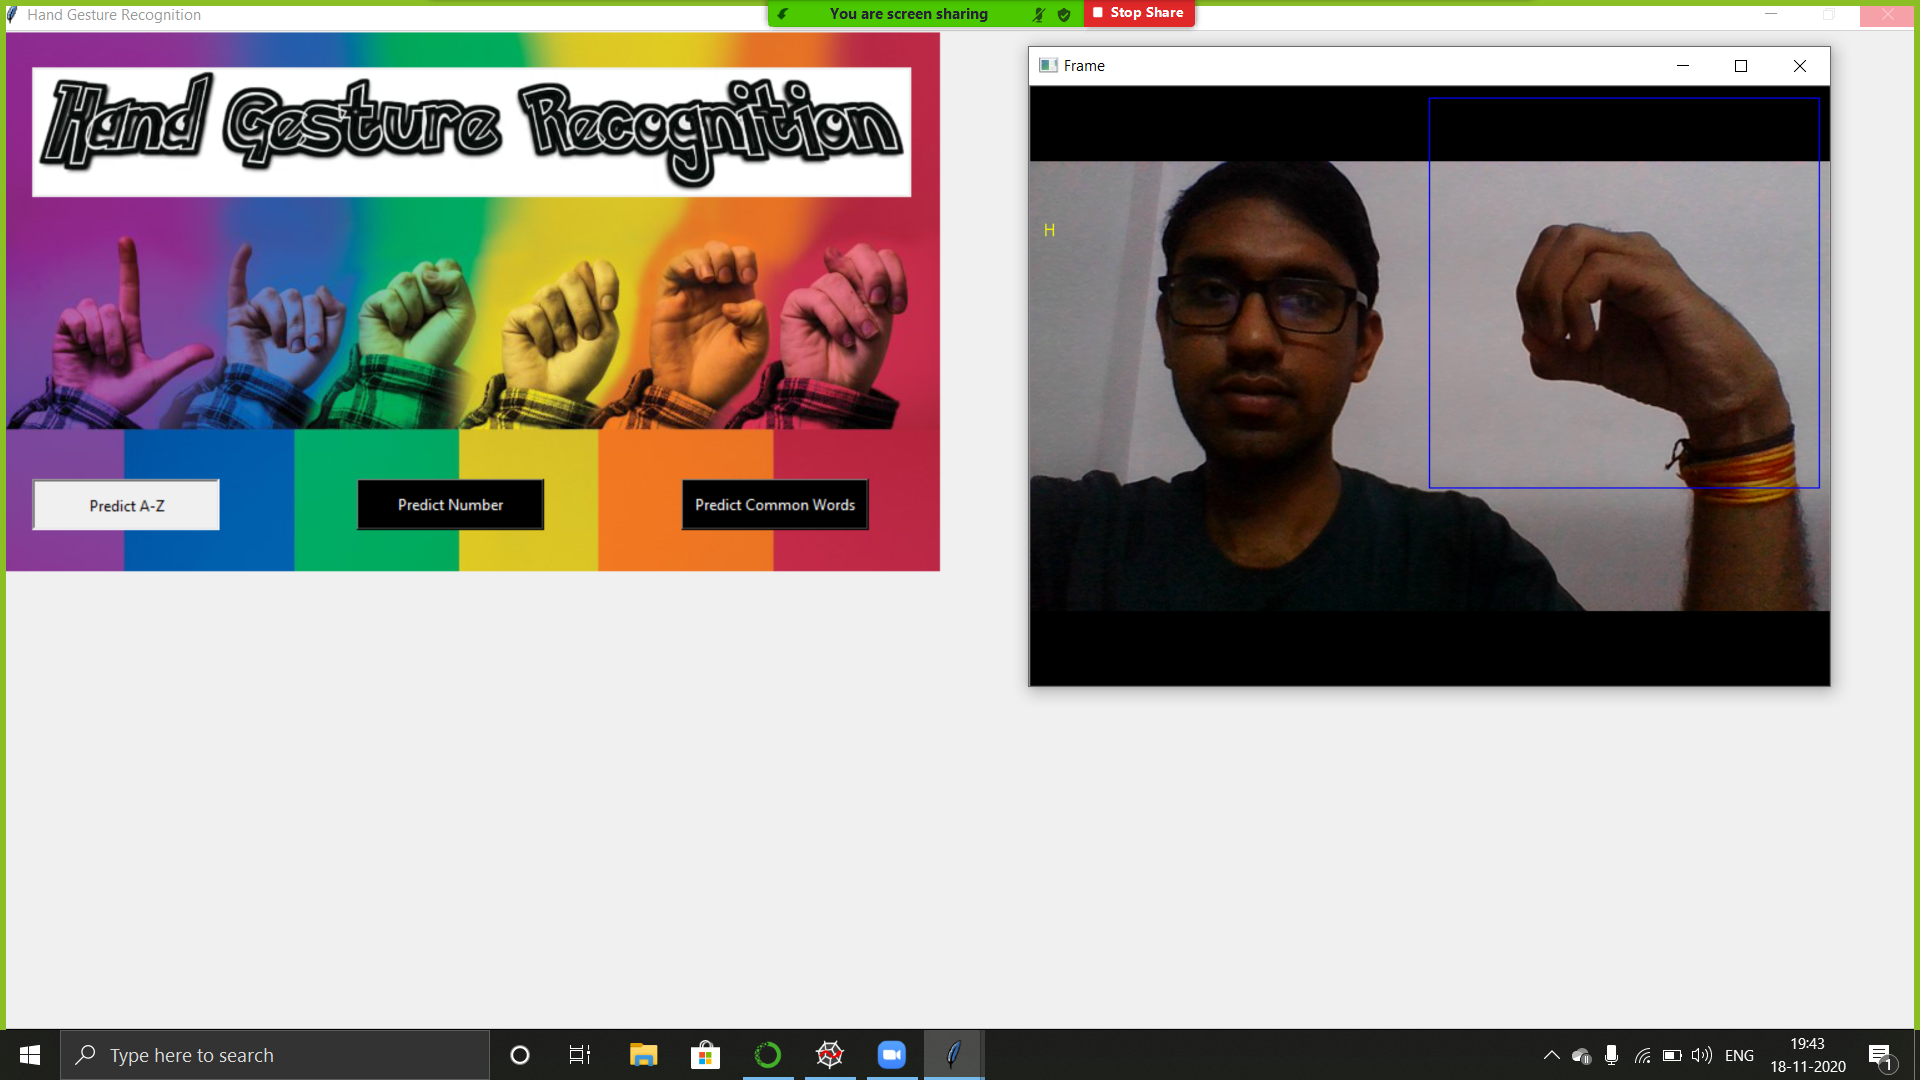 Hand Gesture Recognition
You are screen sharing
Stop Share
Hand Gesture Recognition
Predict A-Z
Predict Number
Predict Common Words
Frame
H
Type here to search
ENG
19:43
18-11-2020
1